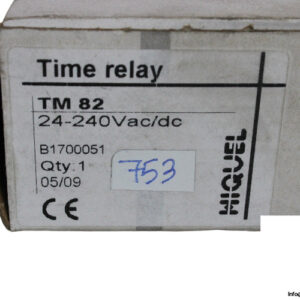 Time relay
TM 82
24-240Vac/dc
B1700051
Qty.1
05/09
753
CE
HIQUEL